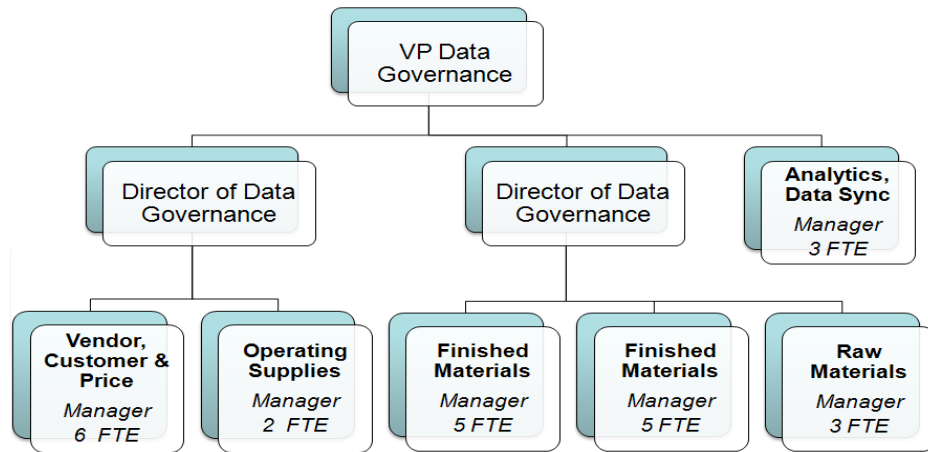 VP Data
Governance
Director of Data
Governance
Director of Data
Governance
Analytics,
Data Sync
Manager
3 FTE
Vendor,
Customer &
Price
Manager
6 FTE
Operating
Supplies
Manager
2 FTE
Finished
Materials
Manager
5 FTE
Finished
Materials
Manager
5 FTE
Raw
Materials
Manager
3 FTE